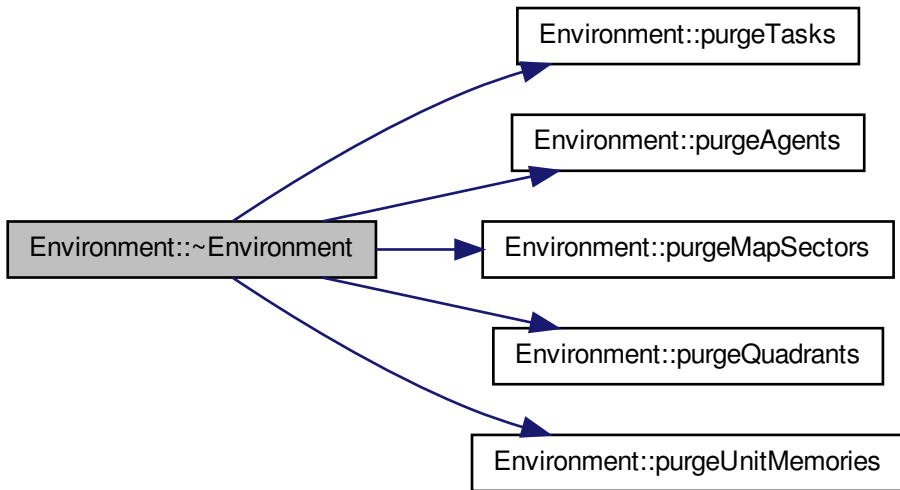 Environment::purgeTasks
Environment::purgeAgents
Environment::~Environment
Environment::purgeMapSectors
Environment::purgeQuadrants
Environment::purgeUnitMemories